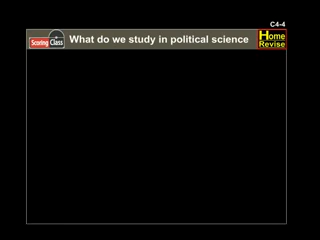 C4-4
Scoring Class
What do we study in political science
Home
Revise